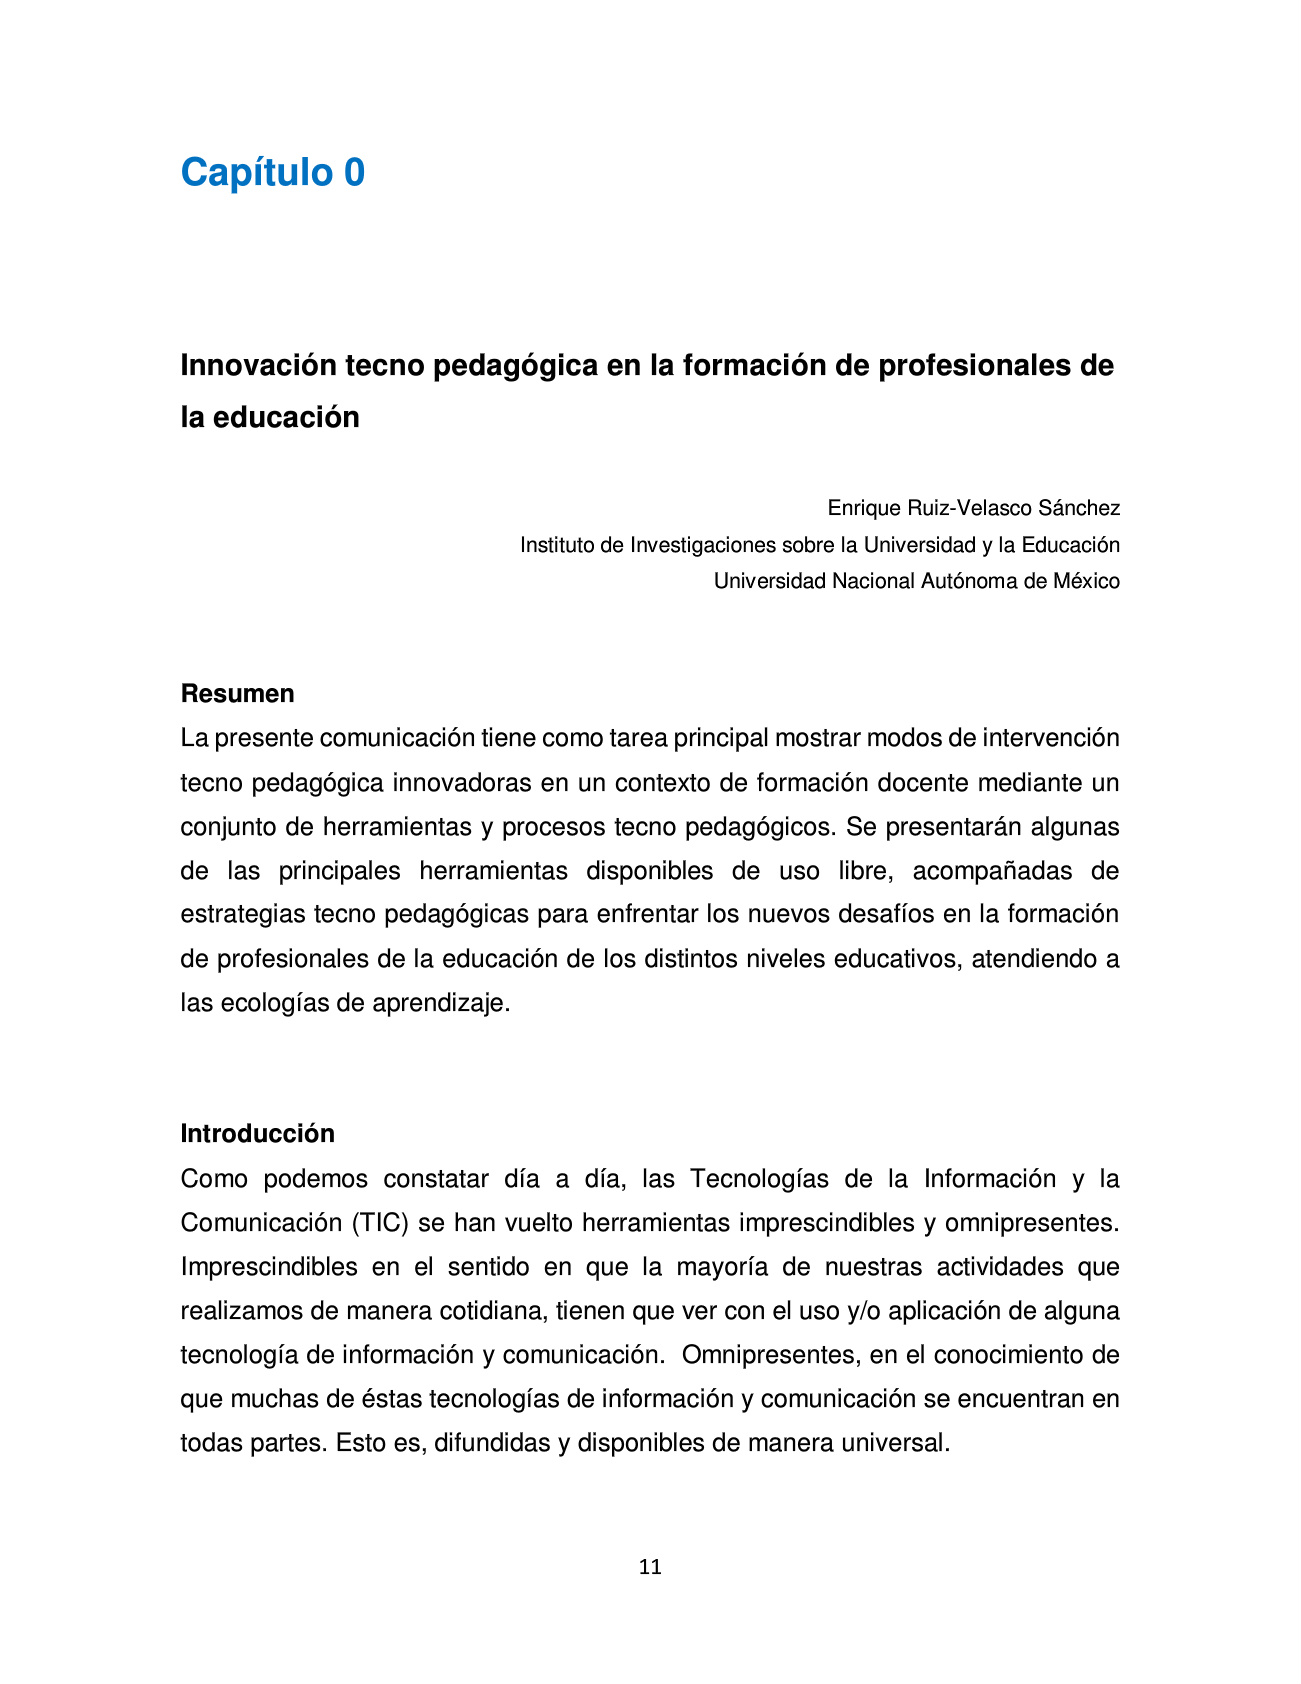 Capítulo 0
Innovación tecno pedagógica en la formación de profesionales de
la educación
Enrique Ruiz-Velasco Sánchez
Instituto de Investigaciones sobre la Universidad y la Educación
Universidad Nacional Autónoma de México
Resumen
La presente comunicación tiene como tarea principal mostrar modos de intervención
tecno pedagógica innovadoras en un contexto de formación docente mediante un
conjunto de herramientas y procesos tecno pedagógicos. Se presentarán algunas
de las principales herramientas disponibles de uso libre, acompañadas de
estrategias tecno pedagógicas para enfrentar los nuevos desafíos en la formación
de profesionales de la educación de los distintos niveles educativos, atendiendo a
las ecologías de aprendizaje.
Introducción
Como podemos constatar día a día, las Tecnologías de la Información y la
Comunicación (TIC) se han vuelto herramientas imprescindibles y omnipresentes.
Imprescindibles en el sentido en que la mayoría de nuestras actividades que
realizamos de manera cotidiana, tienen que ver con el uso y/o aplicación de alguna
tecnología de información y comunicación.  Omnipresentes, en el conocimiento de
que muchas de éstas tecnologías de información y comunicación se encuentran en
todas partes. Esto es, difundidas y disponibles de manera universal.
11